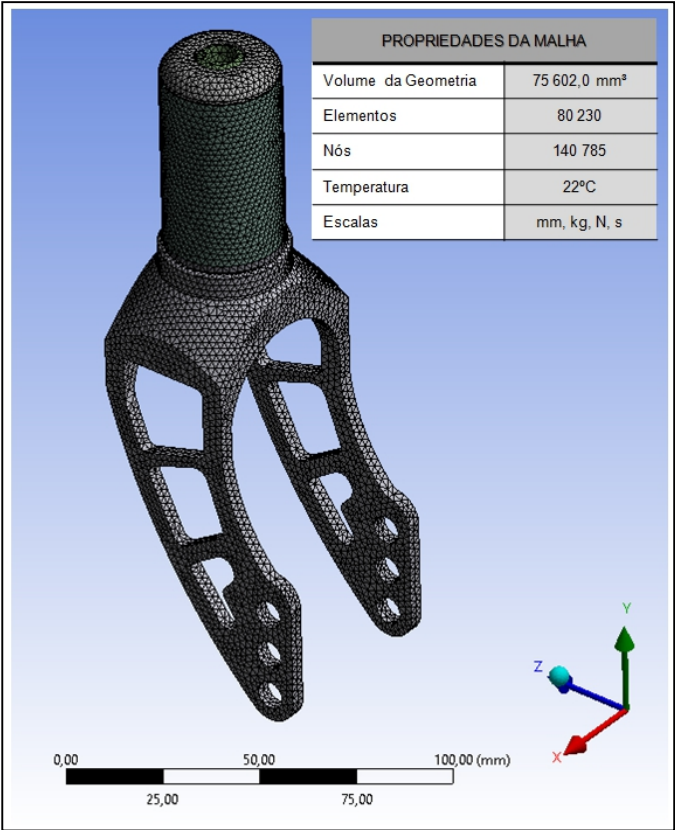 PROPRIEDADES DA MALHA
Volume da Geometria 75 602,0 mm³
Elementos 80 230
Nós 140 785
Temperatura 22ºC
Escalas mm, kg, N, s
Y
Z
X
0,00 50,00 100,00 (mm)
25,00 75,00